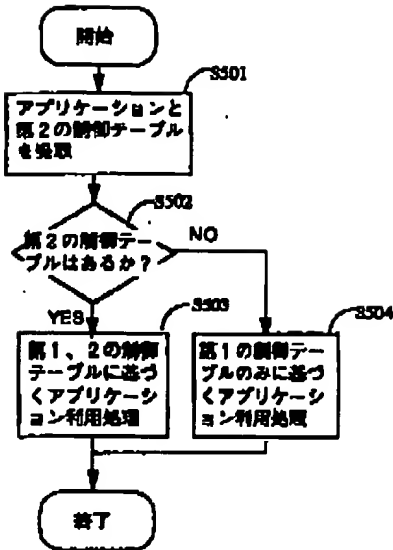 開始
S501
アプリケーションと
第2の制御テーブル
を受取
S502
第2の制御テー
ブルはあるか?
NO
YES
S503
第1、2の制御
テーブルに基づ
くアプリケーシ
ョン利用処理
S504
第1の制御テー
ブルのみに基づ
くアプリケーシ
ョン利用処理
終了